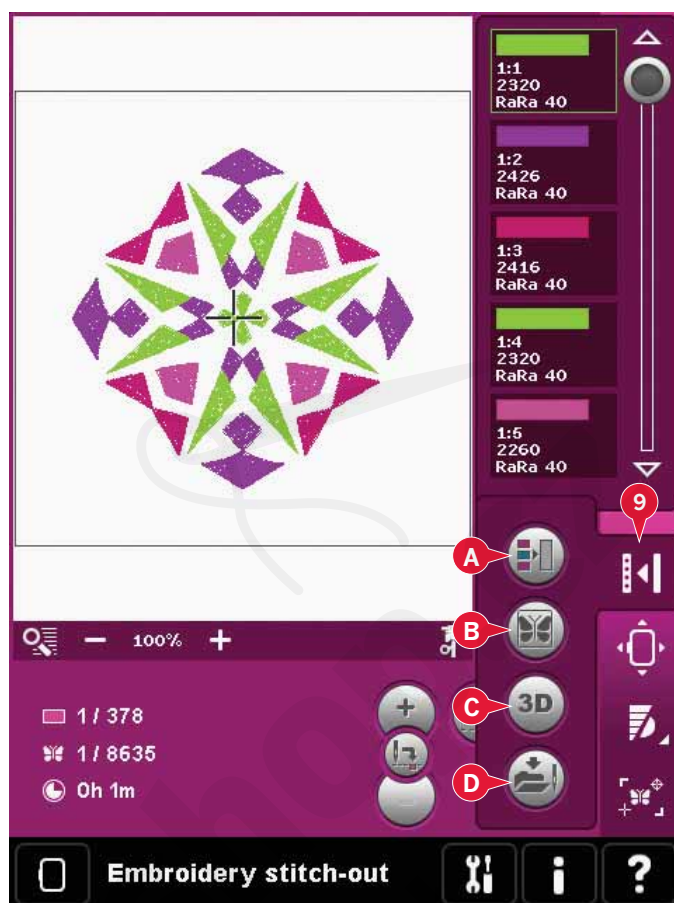 1:1
2320
RaRa 40
1:2
2426
RaRa 40
1:3
2416
RaRa 40
1:4
2320
RaRa 40
1:5
2260
RaRa 40
9
A
B
100%
C
3D
1 / 378
1 / 8635
D
0h 1m
Embroidery stitch-out
i
?